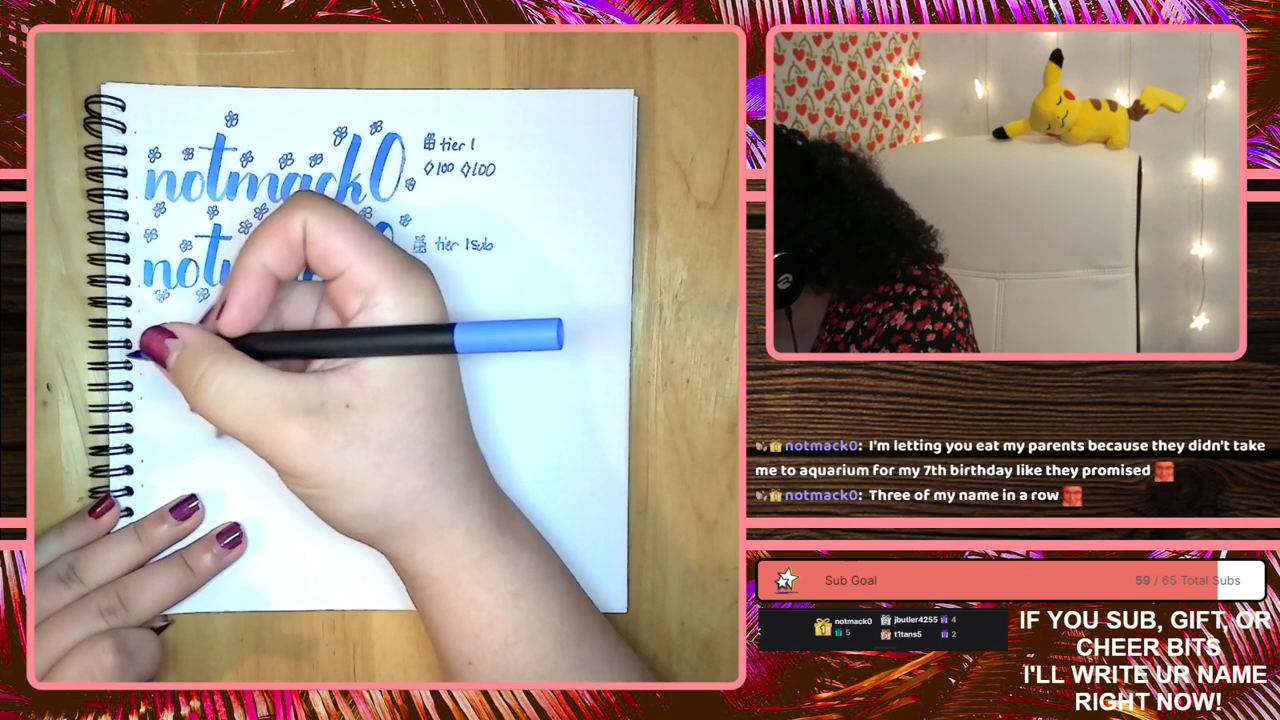 notmack0
tier 1
100 100
tier 1 sub
notmack0: I'm letting you eat my parents because they didn't take
me to aquarium for my 7th birthday like they promised
notmack0: Three of my name in a row
Sub Goal
59 / 65 Total Subs
1
notmack0
5
jbutler4255 4
t1tans5 2
IF YOU SUB, GIFT, OR
CHEER BITS
I'LL WRITE UR NAME
RIGHT NOW!